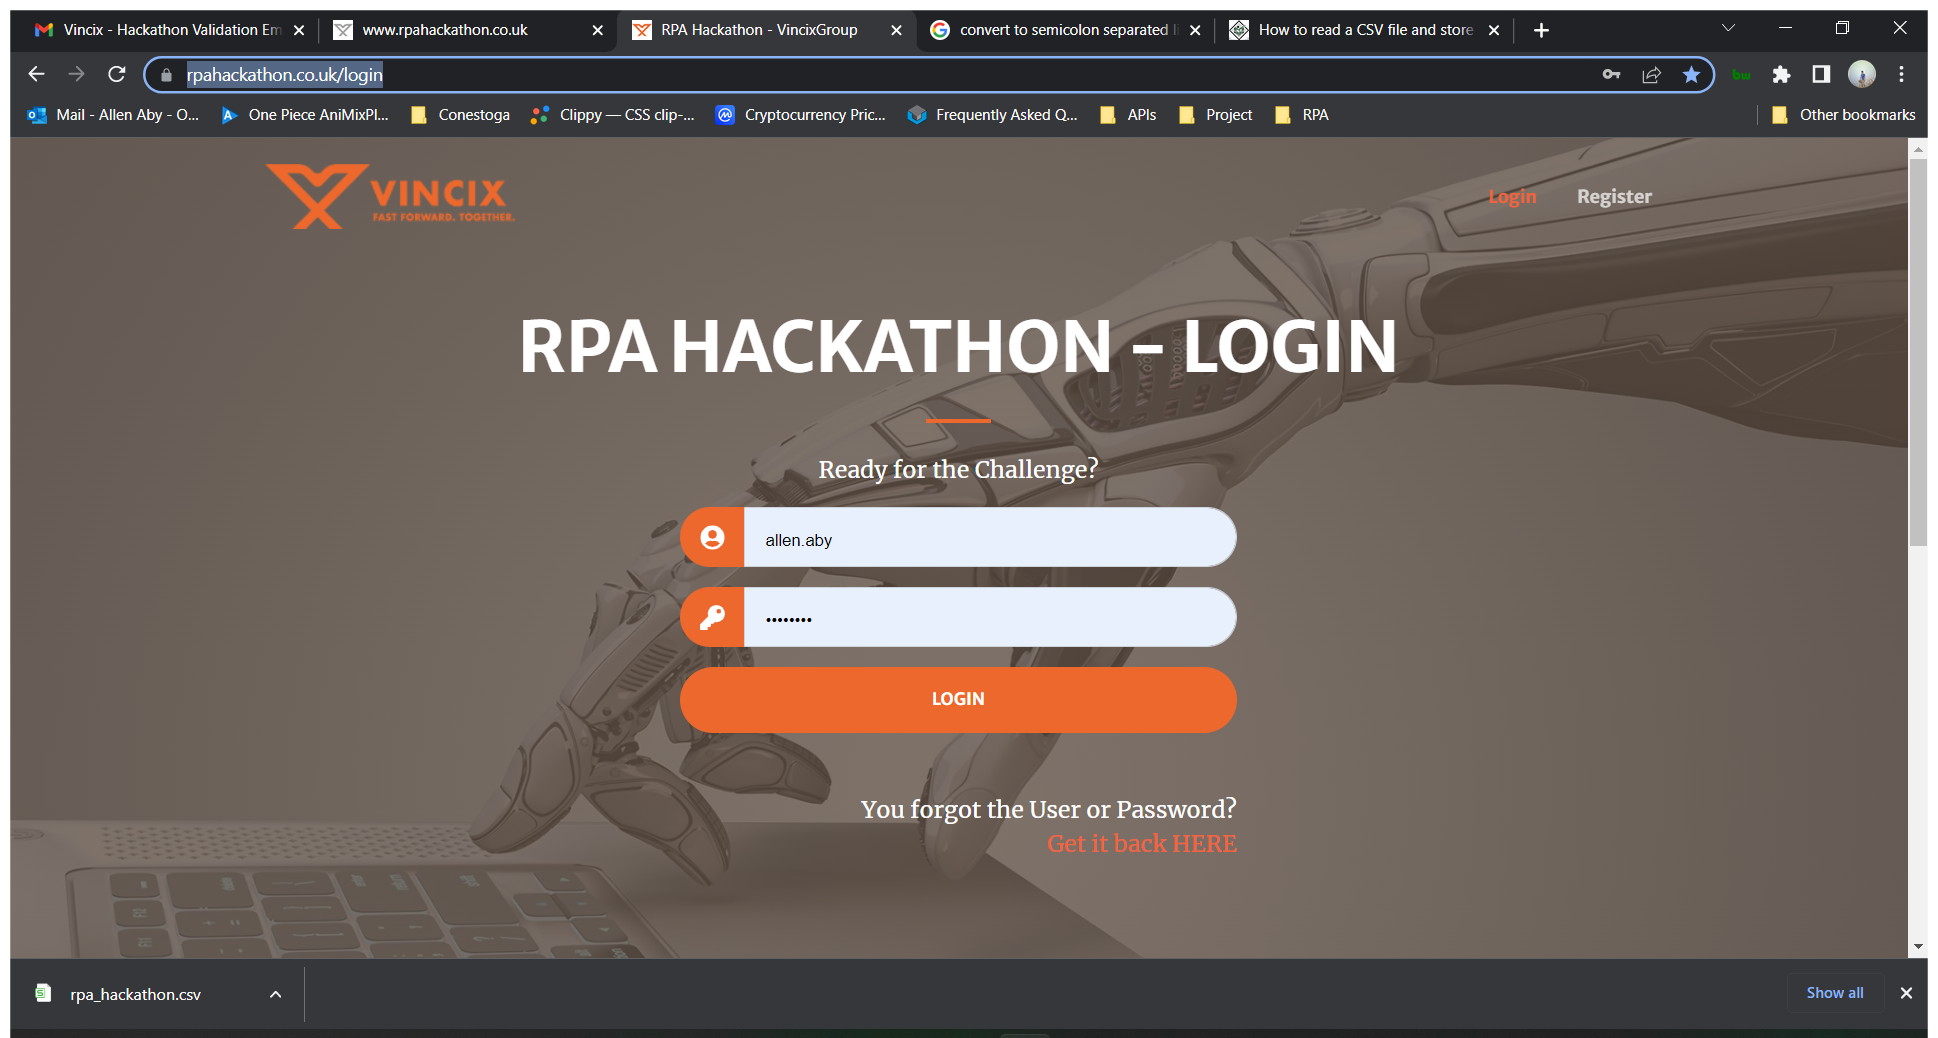 Vincix - Hackathon Validation Em
www.rpahackathon.co.uk
RPA Hackathon - VincixGroup
convert to semicolon separated li
How to read a CSV file and store
rpahackathon.co.uk/login
bw
Mail - Allen Aby - O...
One Piece AniMixPl...
Conestoga
Clippy — CSS clip-...
Cryptocurrency Pric...
Frequently Asked Q...
APIs
Project
RPA
Other bookmarks
VINCIX
FAST FORWARD. TOGETHER.
Login
Register
RPA HACKATHON - LOGIN
Ready for the Challenge?
allen.aby
••••••••
LOGIN
You forgot the User or Password?
Get it back HERE
rpa_hackathon.csv
Show all